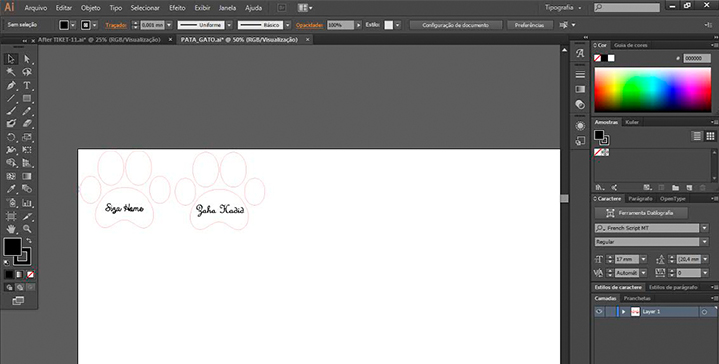 Ai Arquivo Editar Objeto Tipo Selecionar Efeito Exibir Janela Ajuda
Tipografia
Sem seleção Traçado: 0,001 mm Uniforme Básico Opacidade: 100% Estilo: Configuração de documento Preferências
After TIKET-11.ai* @ 25% (RGB/Visualização) PATA_GATO.ai* @ 50% (RGB/Visualização)
Cor Guia de cores
# 000000
Amostras Kuler
Caractere Parágrafo OpenType
Ferramenta Datilografia
French Script MT
Regular
17 mm (20,4 mm)
Automát 0
Estilos de caractere Estilos de parágrafo
Camadas Pranchetas
Layer 1
Siza Name
Zaha Hadid